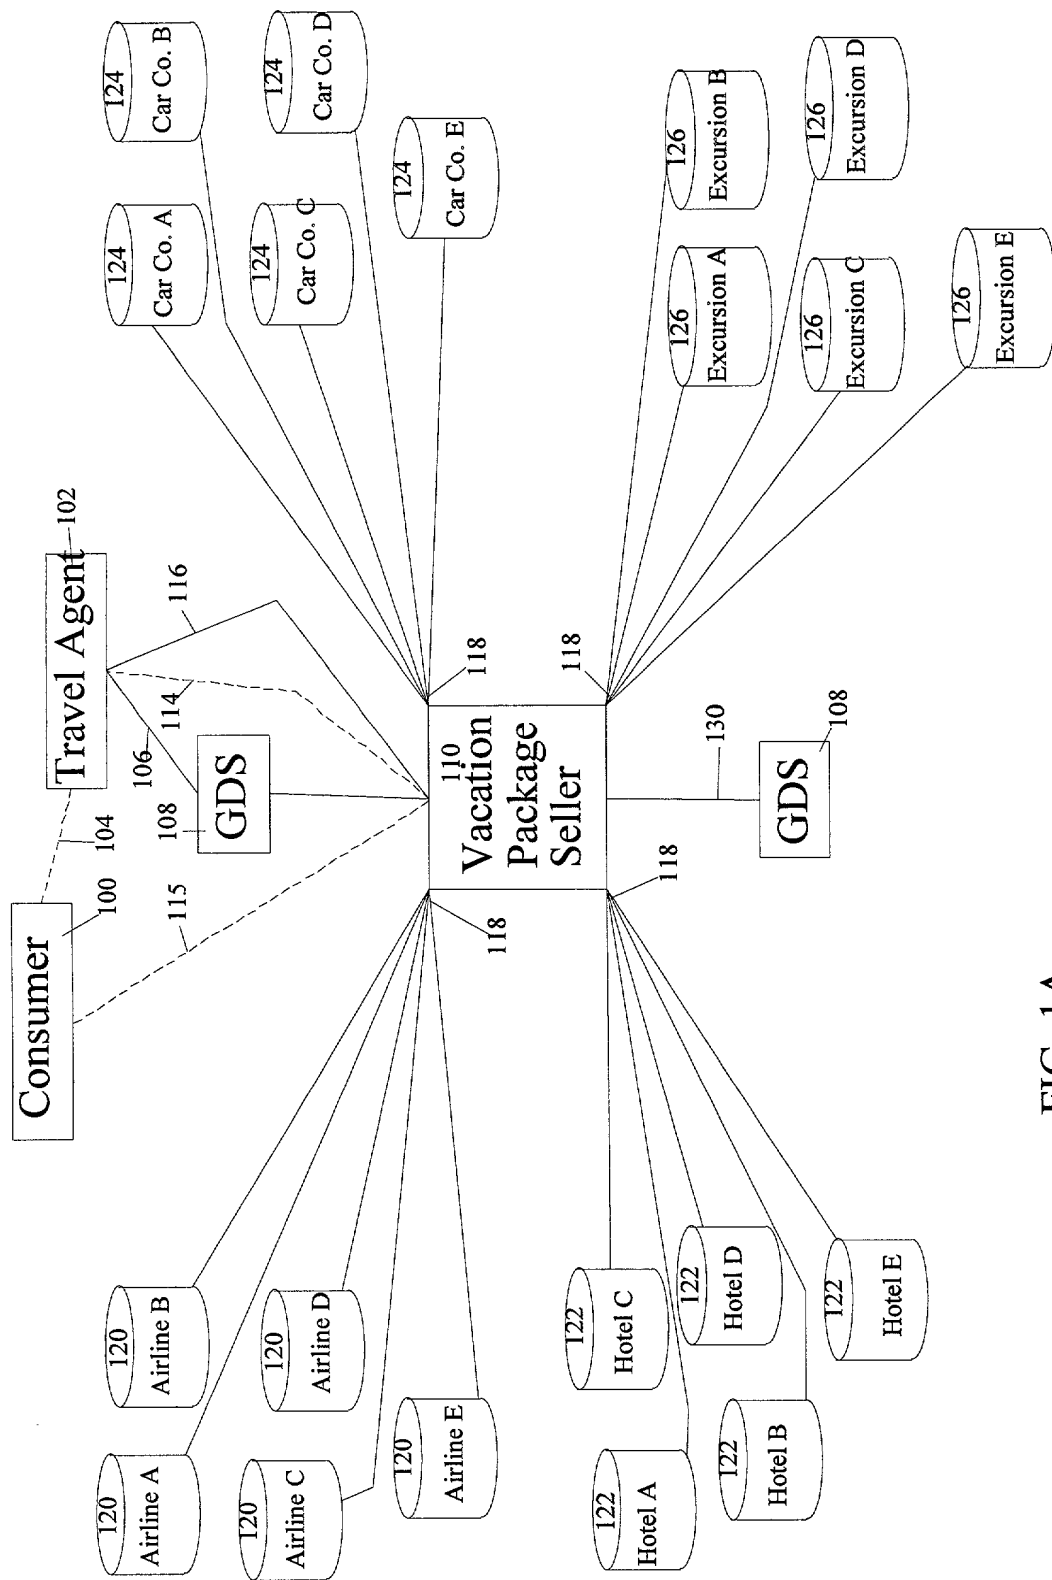 Consumer
100
104
Travel Agent
102
106
114
116
115
108
GDS
120
Airline A
120
Airline B
120
Airline C
120
Airline D
120
Airline E
124
Car Co. A
124
Car Co. B
124
Car Co. C
124
Car Co. D
124
Car Co. E
118
118
110
Vacation
Package
Seller
118
118
122
Hotel A
122
Hotel C
122
Hotel D
122
Hotel B
122
Hotel E
130
GDS
108
126
Excursion A
126
Excursion B
126
Excursion C
126
Excursion D
126
Excursion E
FIG. 1A